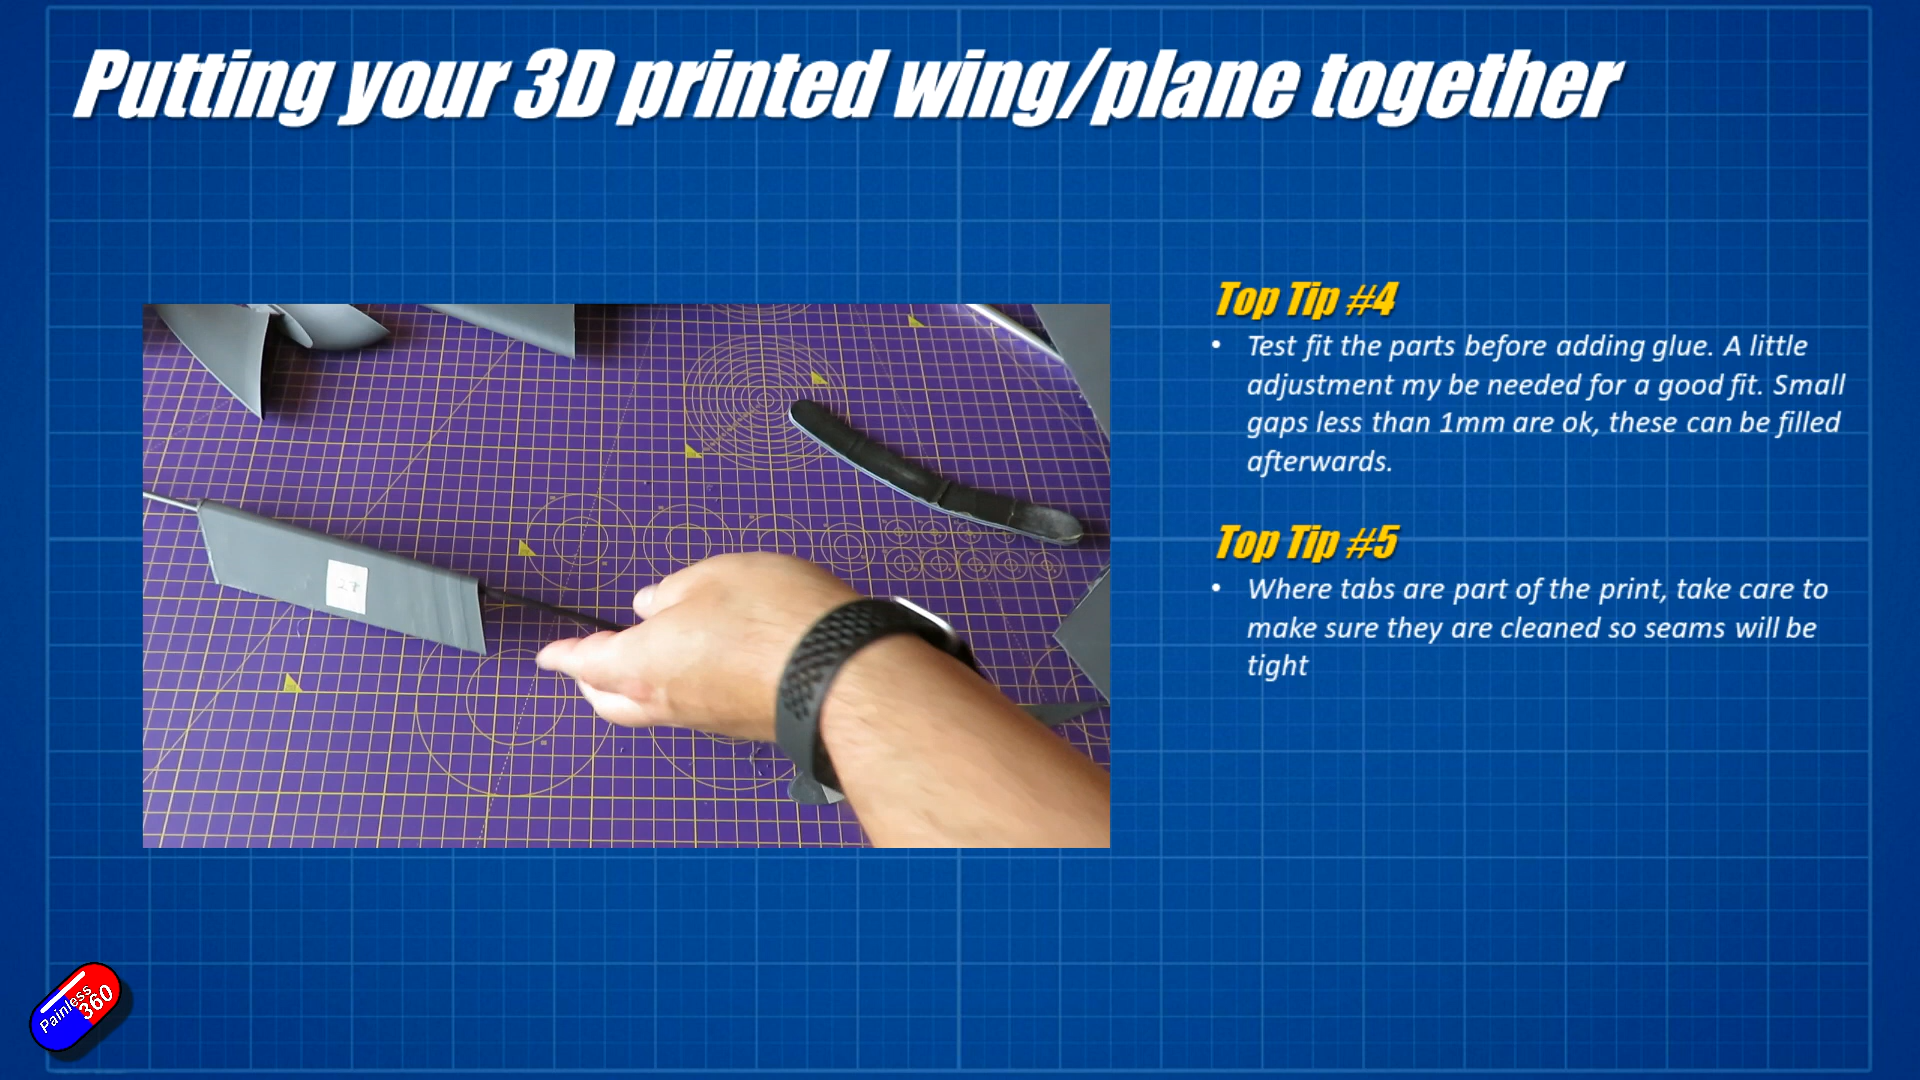 Putting your 3D printed wing/plane together
Top Tip #4
• Test fit the parts before adding glue. A little
adjustment my be needed for a good fit. Small
gaps less than 1mm are ok, these can be filled
afterwards.
Top Tip #5
• Where tabs are part of the print, take care to
make sure they are cleaned so seams will be
tight
27
Painless
360